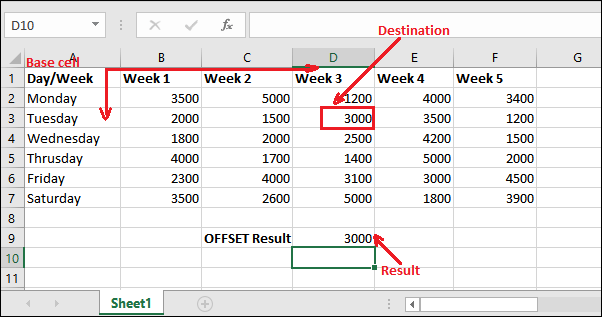 D10
fx
Destination
Base cell
A B C D E F G
1 Day/Week Week 1 Week 2 Week 3 Week 4 Week 5
2 Monday 3500 5000 1200 4000 3400
3 Tuesday 2000 1500 3000 3500 1200
4 Wednesday 1800 2000 2500 4200 1500
5 Thrusday 4000 1700 1400 5000 2000
6 Friday 2300 4000 3100 3000 4500
7 Saturday 3500 2600 5000 1800 3900
8
9 OFFSET Result 3000
10
Result
11
Sheet1